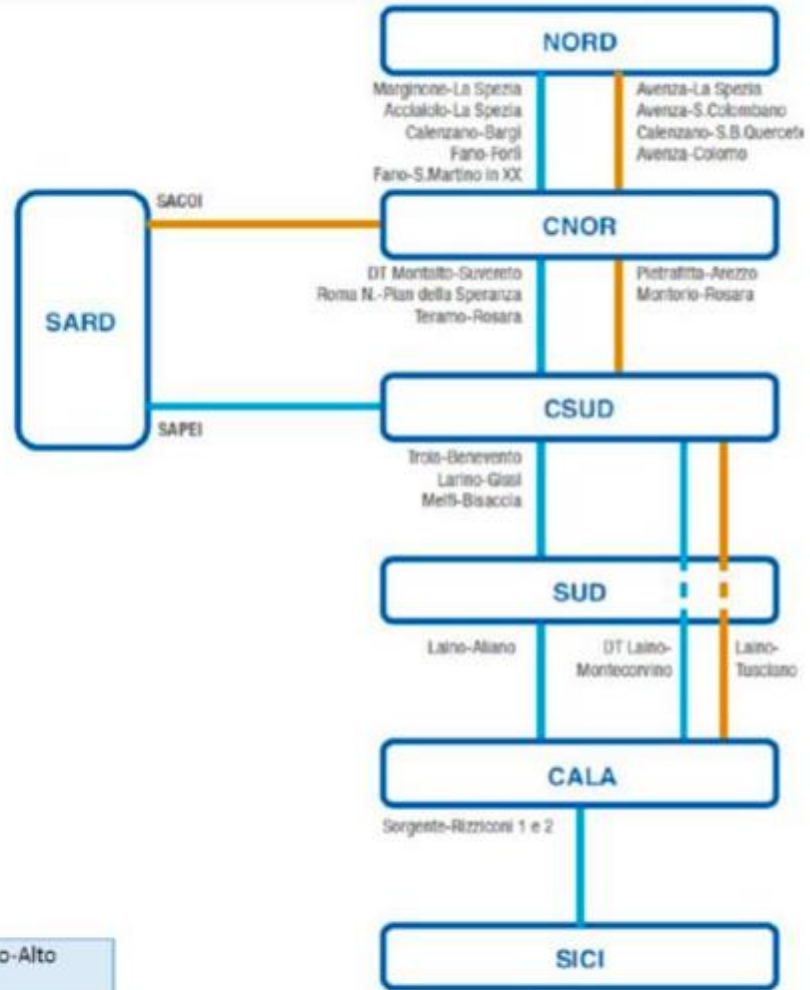 NORD
Marginone-La Spezia
Acciaiolo-La Spezia
Calenzano-Bargi
Fano-Forlì
Fano-S.Martino in XX
Avenza-La Spezia
Avenza-S.Colombano
Calenzano-S.B.Querceto
Avenza-Colorno
SACOI
CNOR
DT Montalto-Suvereto
Roma N.-Pian della Speranza
Teramo-Rosara
Pietrafitta-Arezzo
Montorio-Rosara
SARD
CSUD
SAPEI
Troia-Benevento
Larino-Gissi
Melfi-Bisaccia
SUD
Laino-Aliano
DT Laino-
Montecorvino
Laino-
Tusciano
CALA
Sorgente-Rizziconi 1 e 2
o-Alto
SICI